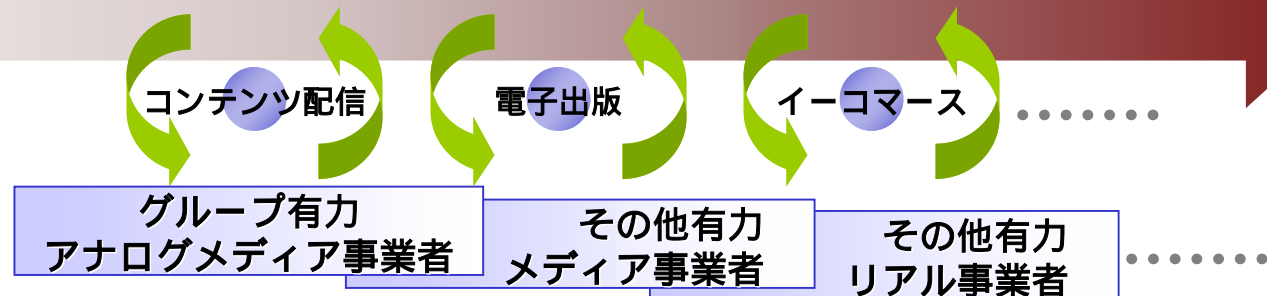 コンテンツ配信
電子出版
イーコマース
グループ有力
アナログメディア事業者
その他有力
メディア事業者
その他有力
リアル事業者